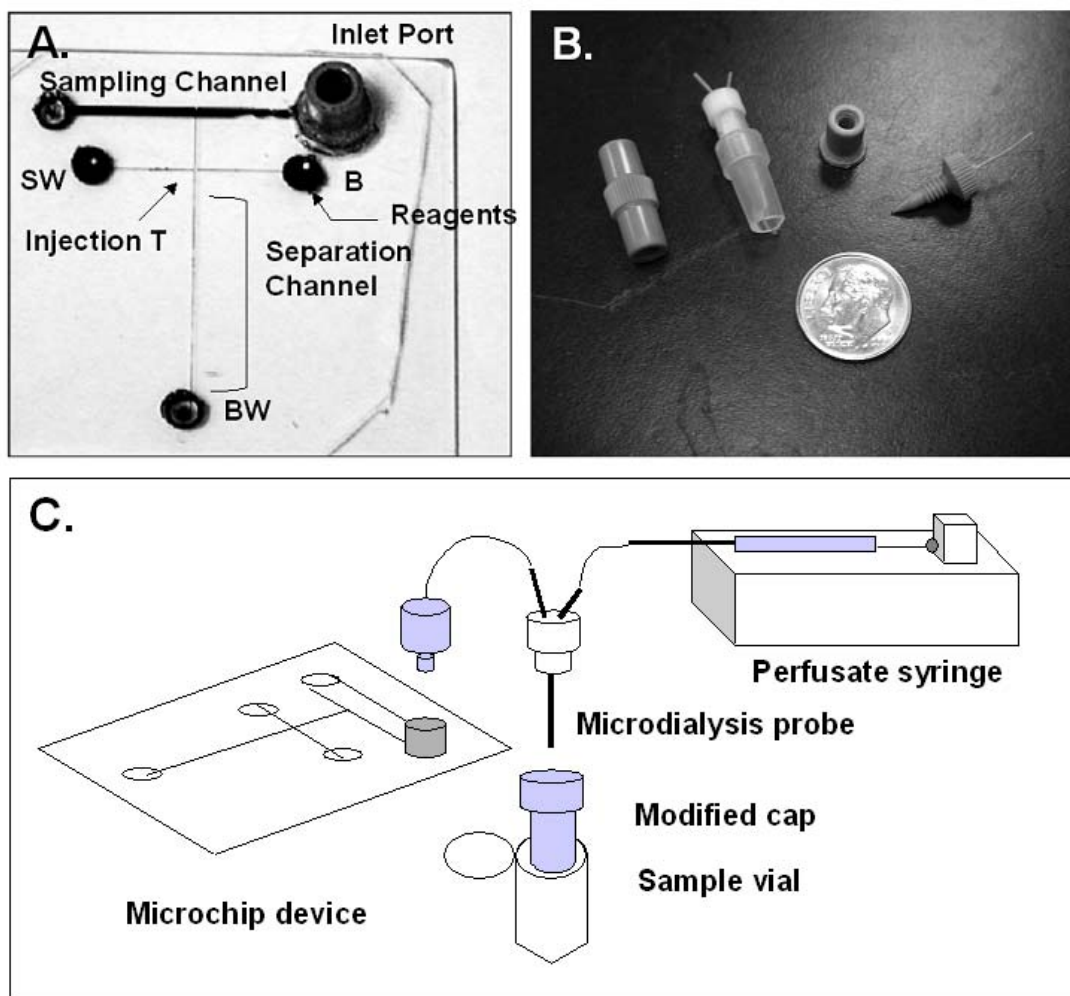 A.
Inlet Port
Sampling Channel
SW
B
Injection T
Reagents
Separation
Channel
BW
B.
C.
Perfusate syringe
Microdialysis probe
Modified cap
Sample vial
Microchip device